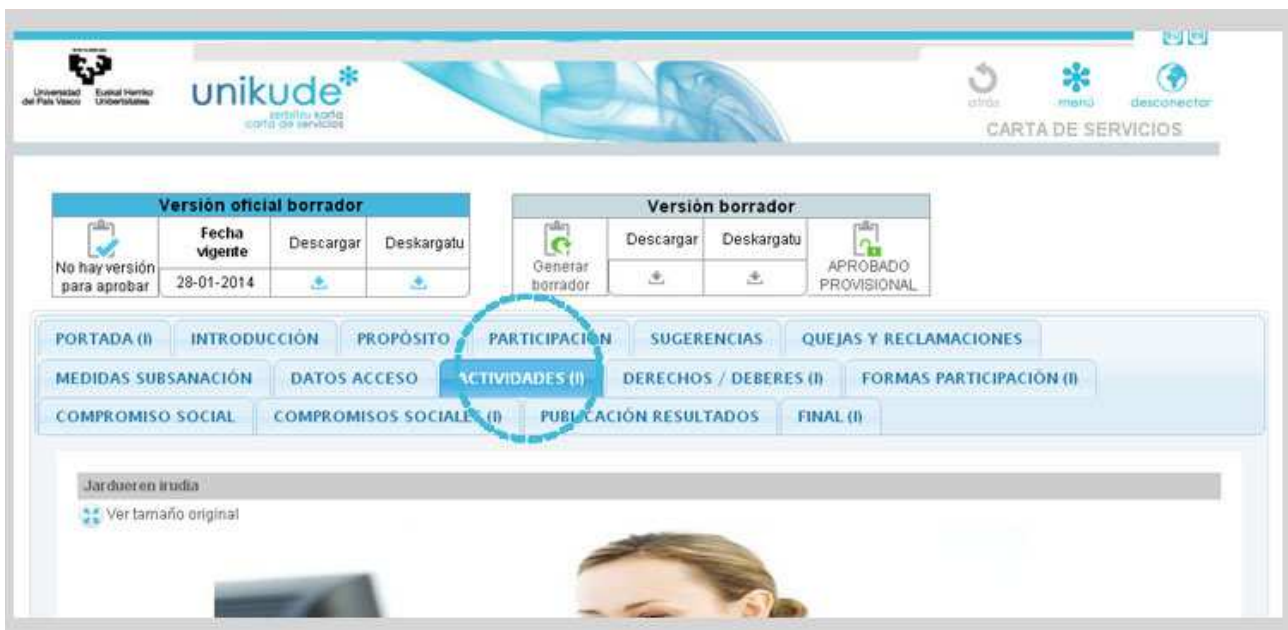 Universidad del País Vasco
Euskal Herriko Unibertsitatea
unikude*
zerbitzu karta
carta de servicios
atrás
menú
desconectar
CARTA DE SERVICIOS
Versión oficial borrador
No hay versión para aprobar
Fecha vigente
Descargar
Deskargatu
28-01-2014
Versión borrador
Generar borrador
Descargar
Deskargatu
APROBADO PROVISIONAL
PORTADA (I)
INTRODUCCIÓN
PROPÓSITO
PARTICIPACIÓN
SUGERENCIAS
QUEJAS Y RECLAMACIONES
MEDIDAS SUBSANACIÓN
DATOS ACCESO
ACTIVIDADES (I)
DERECHOS / DEBERES (I)
FORMAS PARTICIPACIÓN (I)
COMPROMISO SOCIAL
COMPROMISOS SOCIALES (I)
PUBLICACIÓN RESULTADOS
FINAL (I)
Jardueren irudia
Ver tamaño original